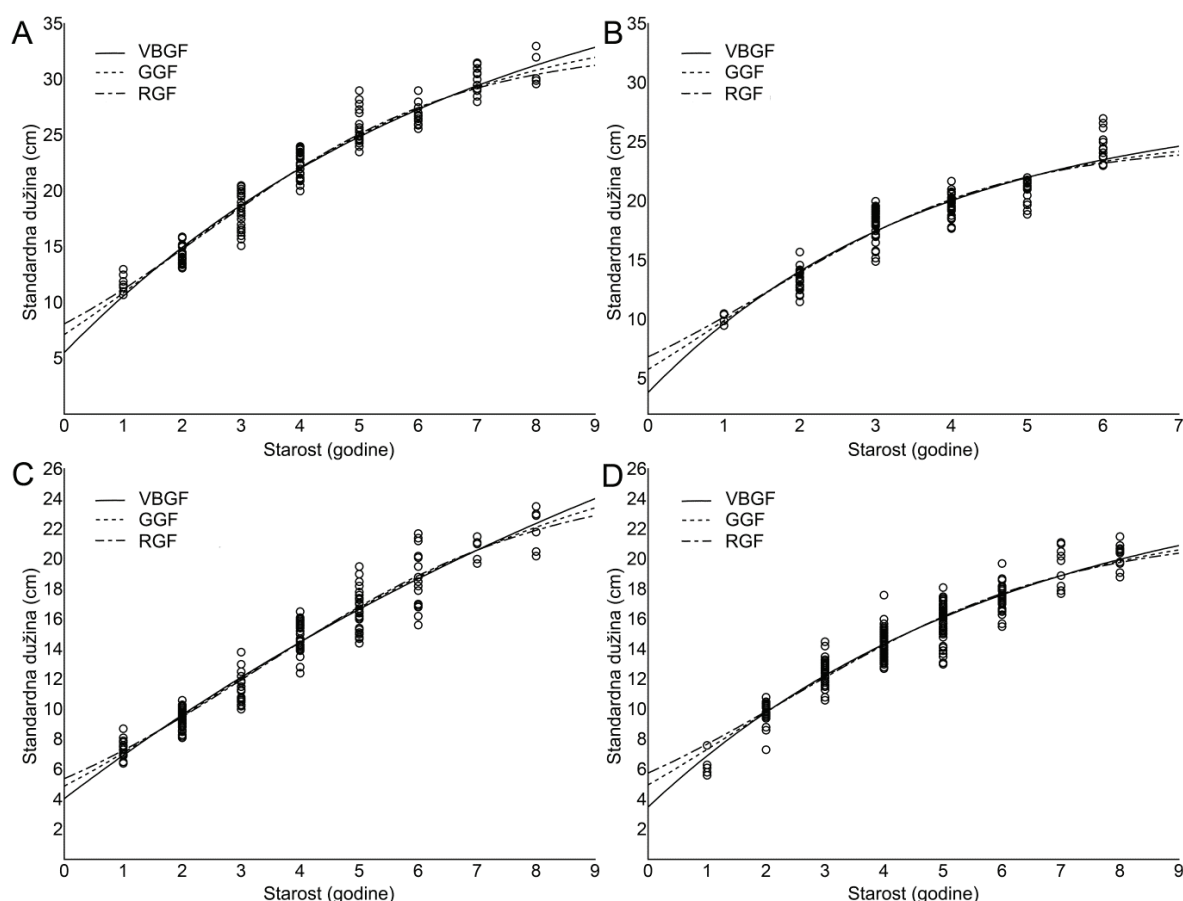 A
35
30
25
20
15
10
5
VBGF
GGF
RGF
Standardna dužina (cm)
0 1 2 3 4 5 6 7 8 9
Starost (godine)
B
35
30
25
20
15
10
5
VBGF
GGF
RGF
Standardna dužina (cm)
0 1 2 3 4 5 6 7
Starost (godine)
C
26
24
22
20
18
16
14
12
10
8
6
4
2
VBGF
GGF
RGF
Standardna dužina (cm)
0 1 2 3 4 5 6 7 8 9
Starost (godine)
D
26
24
22
20
18
16
14
12
10
8
6
4
2
VBGF
GGF
RGF
Standardna dužina (cm)
0 1 2 3 4 5 6 7 8 9
Starost (godine)